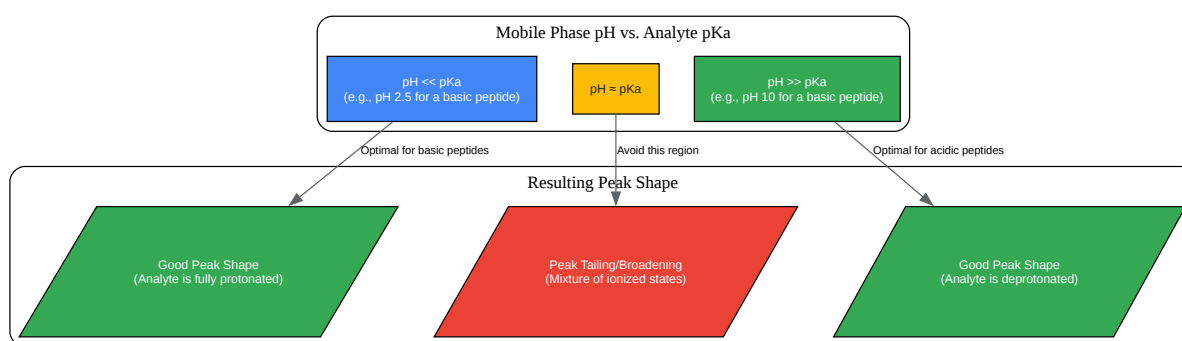 Mobile Phase pH vs. Analyte pKa
pH << pKa
(e.g., pH 2.5 for a basic peptide)
pH ≈ pKa
pH >> pKa
(e.g., pH 10 for a basic peptide)
Optimal for basic peptides
Avoid this region
Optimal for acidic peptides
Resulting Peak Shape
Good Peak Shape
(Analyte is fully protonated)
Peak Tailing/Broadening
(Mixture of ionized states)
Good Peak Shape
(Analyte is deprotonated)